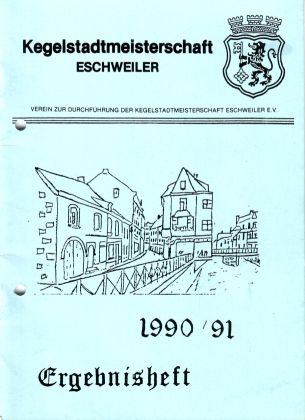 Kegelstadtmeisterschaft
ESCHWEILER
VEREIN ZUR DURCHFÜHRUNG DER KEGELSTADTMEISTERSCHAFT ESCHWEILER E.V.
1990/91
Ergebnisheft